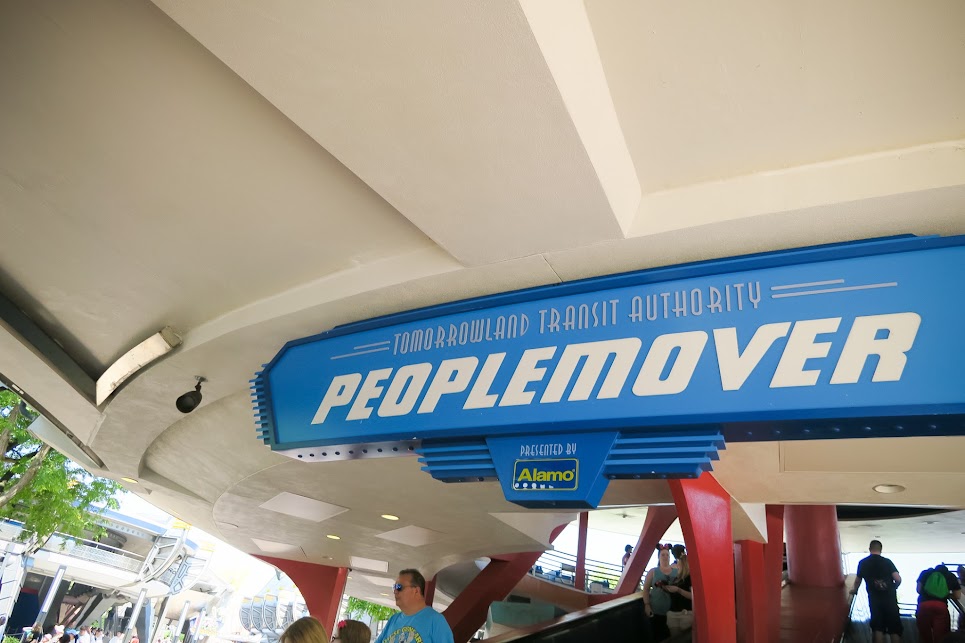 TOMORROWLAND TRANSIT AUTHORITY
PEOPLEMOVER
PRESENTED BY
Alamo